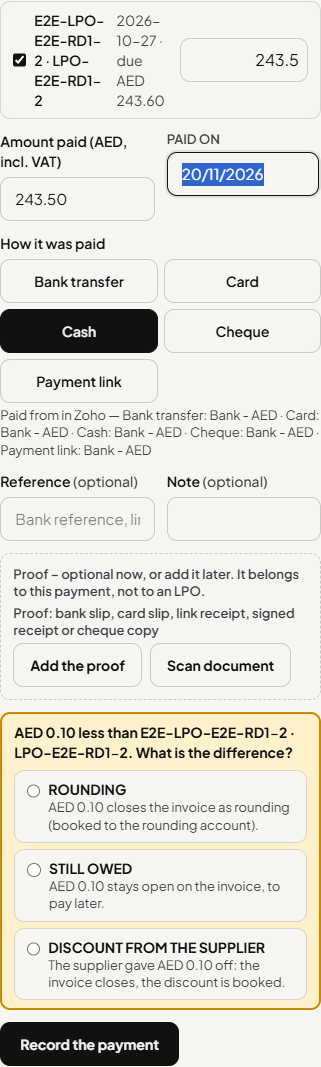 E2E-LPO-
E2E-RD1-
2 · LPO-
E2E-RD1-
2
2026-
10-27 ·
due
AED
243.60
243.5
Amount paid (AED,
incl. VAT)
PAID ON
243.50
20/11/2026
How it was paid
Bank transfer
Card
Cash
Cheque
Payment link
Paid from in Zoho — Bank transfer: Bank - AED · Card:
Bank - AED · Cash: Bank - AED · Cheque: Bank - AED ·
Payment link: Bank - AED
Reference (optional)
Note (optional)
Bank reference, lin
Proof – optional now, or add it later. It belongs
to this payment, not to an LPO.
Proof: bank slip, card slip, link receipt, signed
receipt or cheque copy
Add the proof
Scan document
AED 0.10 less than E2E-LPO-E2E-RD1-2 ·
LPO-E2E-RD1-2. What is the difference?
ROUNDING
AED 0.10 closes the invoice as rounding
(booked to the rounding account).
STILL OWED
AED 0.10 stays open on the invoice, to
pay later.
DISCOUNT FROM THE SUPPLIER
The supplier gave AED 0.10 off: the
invoice closes, the discount is booked.
Record the payment